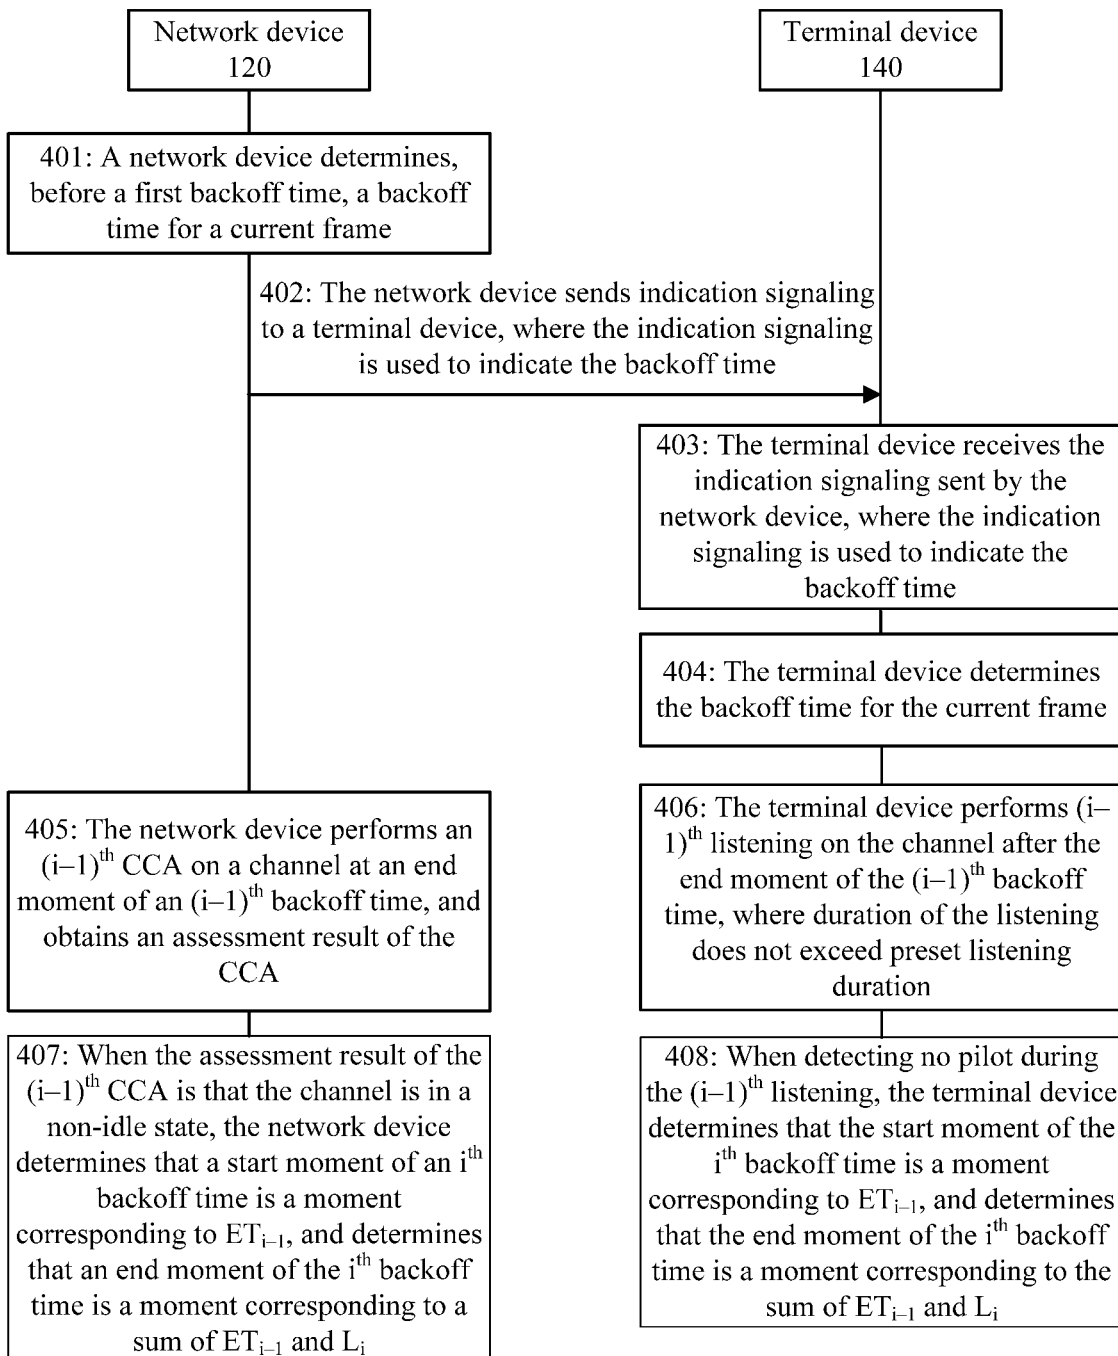 Network device
120
Terminal device
140
401: A network device determines,
before a first backoff time, a backoff
time for a current frame
402: The network device sends indication signaling
to a terminal device, where the indication signaling
is used to indicate the backoff time
403: The terminal device receives the
indication signaling sent by the
network device, where the indication
signaling is used to indicate the
backoff time
404: The terminal device determines
the backoff time for the current frame
405: The network device performs an
(i–1)th CCA on a channel at an end
moment of an (i–1)th backoff time, and
obtains an assessment result of the
CCA
406: The terminal device performs (i–
1)th listening on the channel after the
end moment of the (i–1)th backoff
time, where duration of the listening
does not exceed preset listening
duration
407: When the assessment result of the
(i–1)th CCA is that the channel is in a
non-idle state, the network device
determines that a start moment of an ith
backoff time is a moment
corresponding to ETi–1, and determines
that an end moment of the ith backoff
time is a moment corresponding to a
sum of ETi–1 and Li
408: When detecting no pilot during
the (i–1)th listening, the terminal device
determines that the start moment of the
ith backoff time is a moment
corresponding to ETi–1, and determines
that the end moment of the ith backoff
time is a moment corresponding to the
sum of ETi–1 and Li